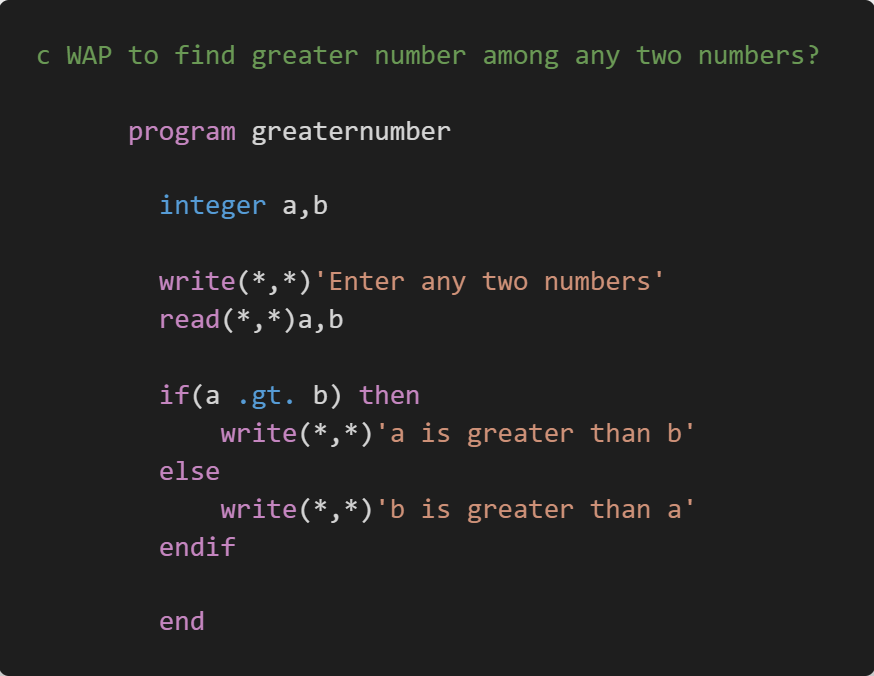 c WAP to find greater number among any two numbers?
program greaternumber
integer a,b
write(*,*)'Enter any two numbers'
read(*,*)a,b
if(a .gt. b) then
write(*,*)'a is greater than b'
else
write(*,*)'b is greater than a'
endif
end